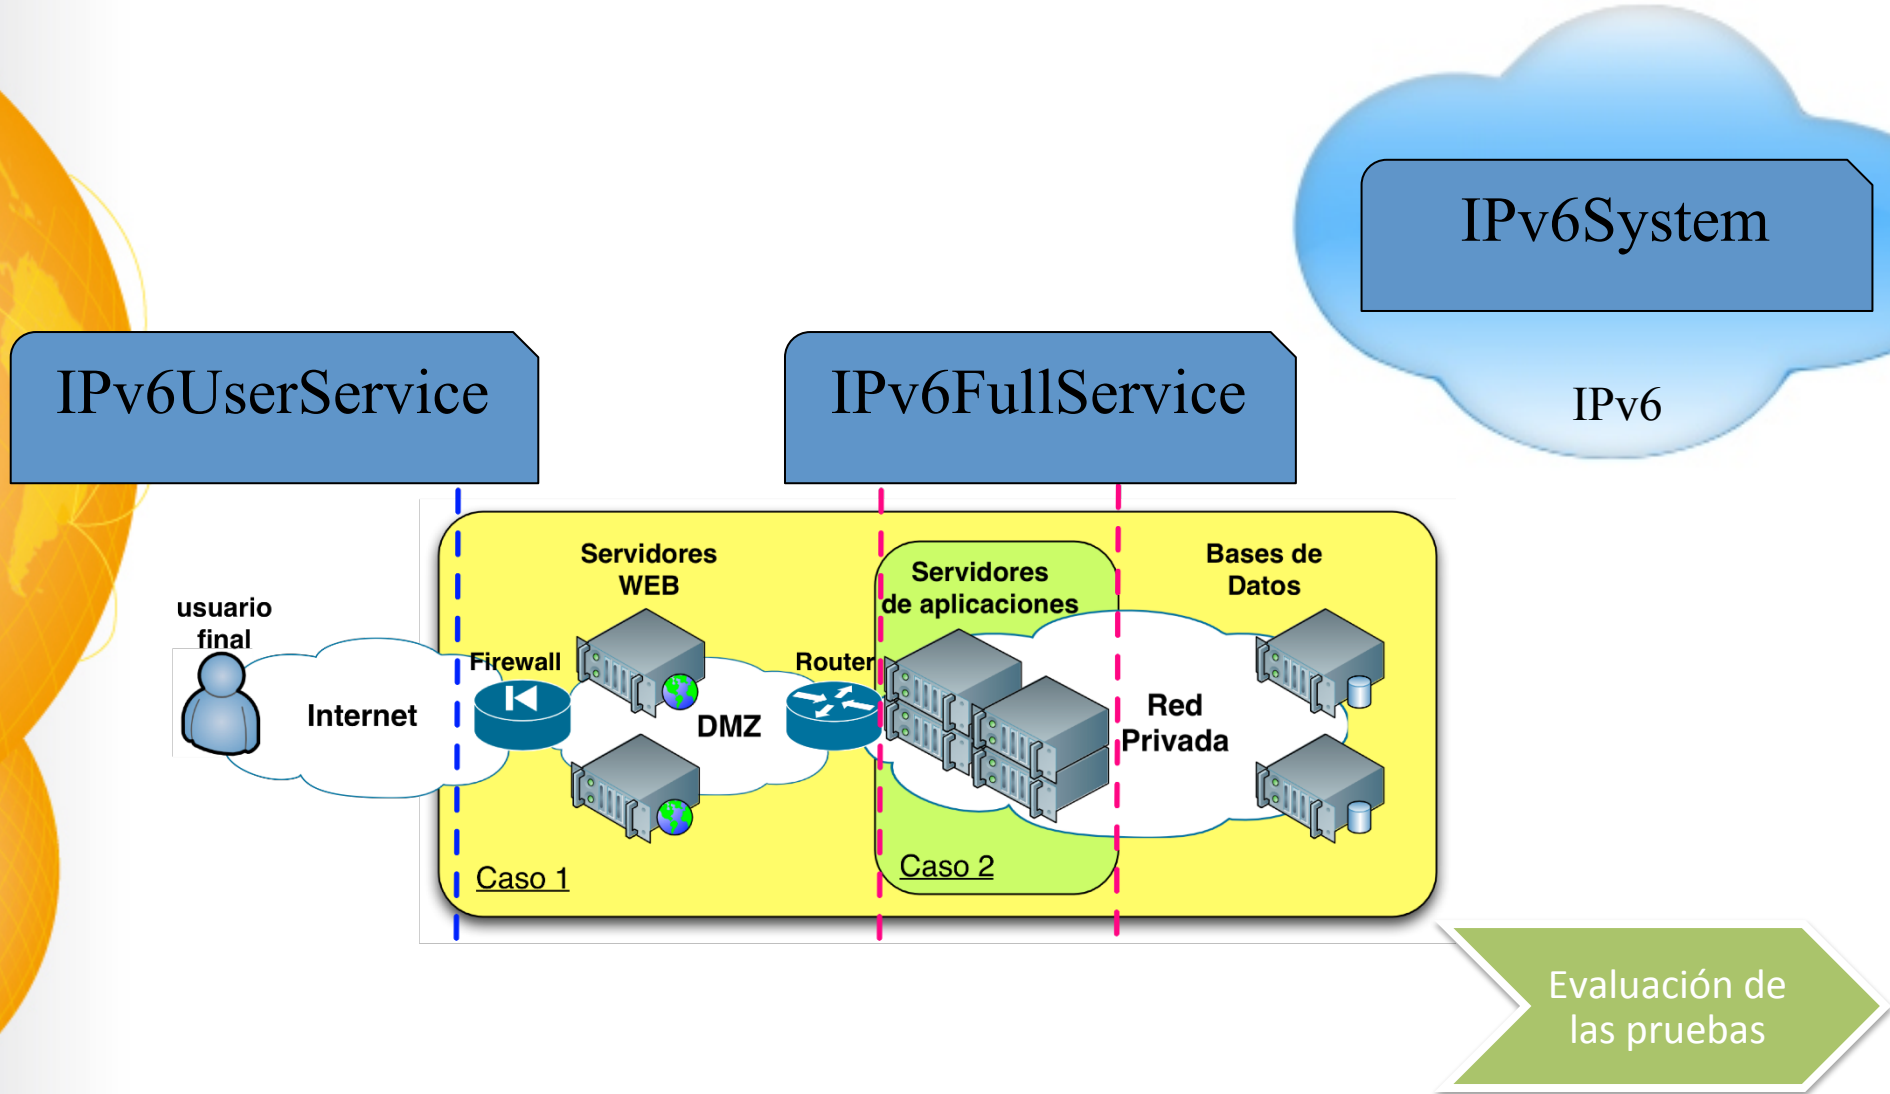 IPv6System
IPv6
IPv6UserService
IPv6FullService
Servidores
WEB
Servidores
de aplicaciones
Bases de
Datos
usuario
final
Firewall
Router
Internet
DMZ
Red
Privada
Caso 1
Caso 2
Evaluación de
las pruebas